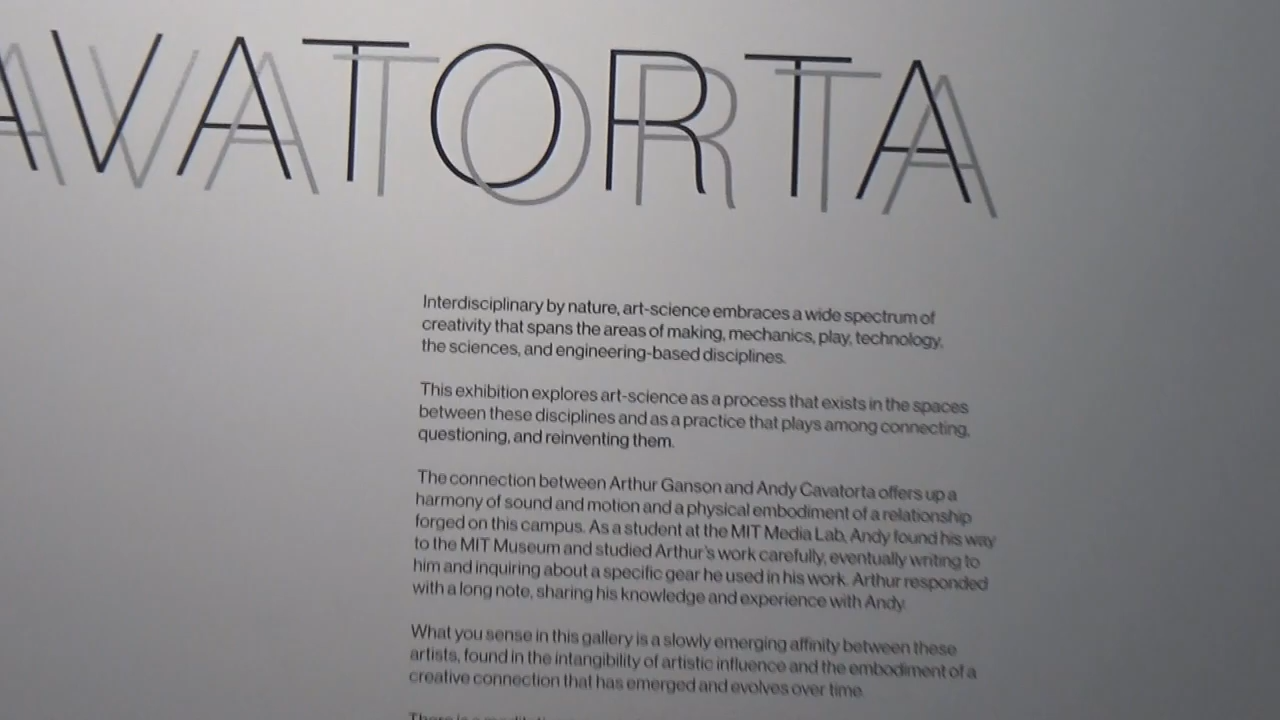 AVATORTA
Interdisciplinary by nature, art-science embraces a wide spectrum of
creativity that spans the areas of making, mechanics, play, technology,
the sciences, and engineering-based disciplines.
This exhibition explores art-science as a process that exists in the spaces
between these disciplines and as a practice that plays among connecting,
questioning, and reinventing them.
The connection between Arthur Ganson and Andy Cavatorta offers up a
harmony of sound and motion and a physical embodiment of a relationship
forged on this campus. As a student at the MIT Media Lab, Andy found his way
to the MIT Museum and studied Arthur's work carefully, eventually writing to
him and inquiring about a specific gear he used in his work. Arthur responded
with a long note, sharing his knowledge and experience with Andy.
What you sense in this gallery is a slowly emerging affinity between these
artists, found in the intangibility of artistic influence and the embodiment of a
creative connection that has emerged and evolves over time.
There is a